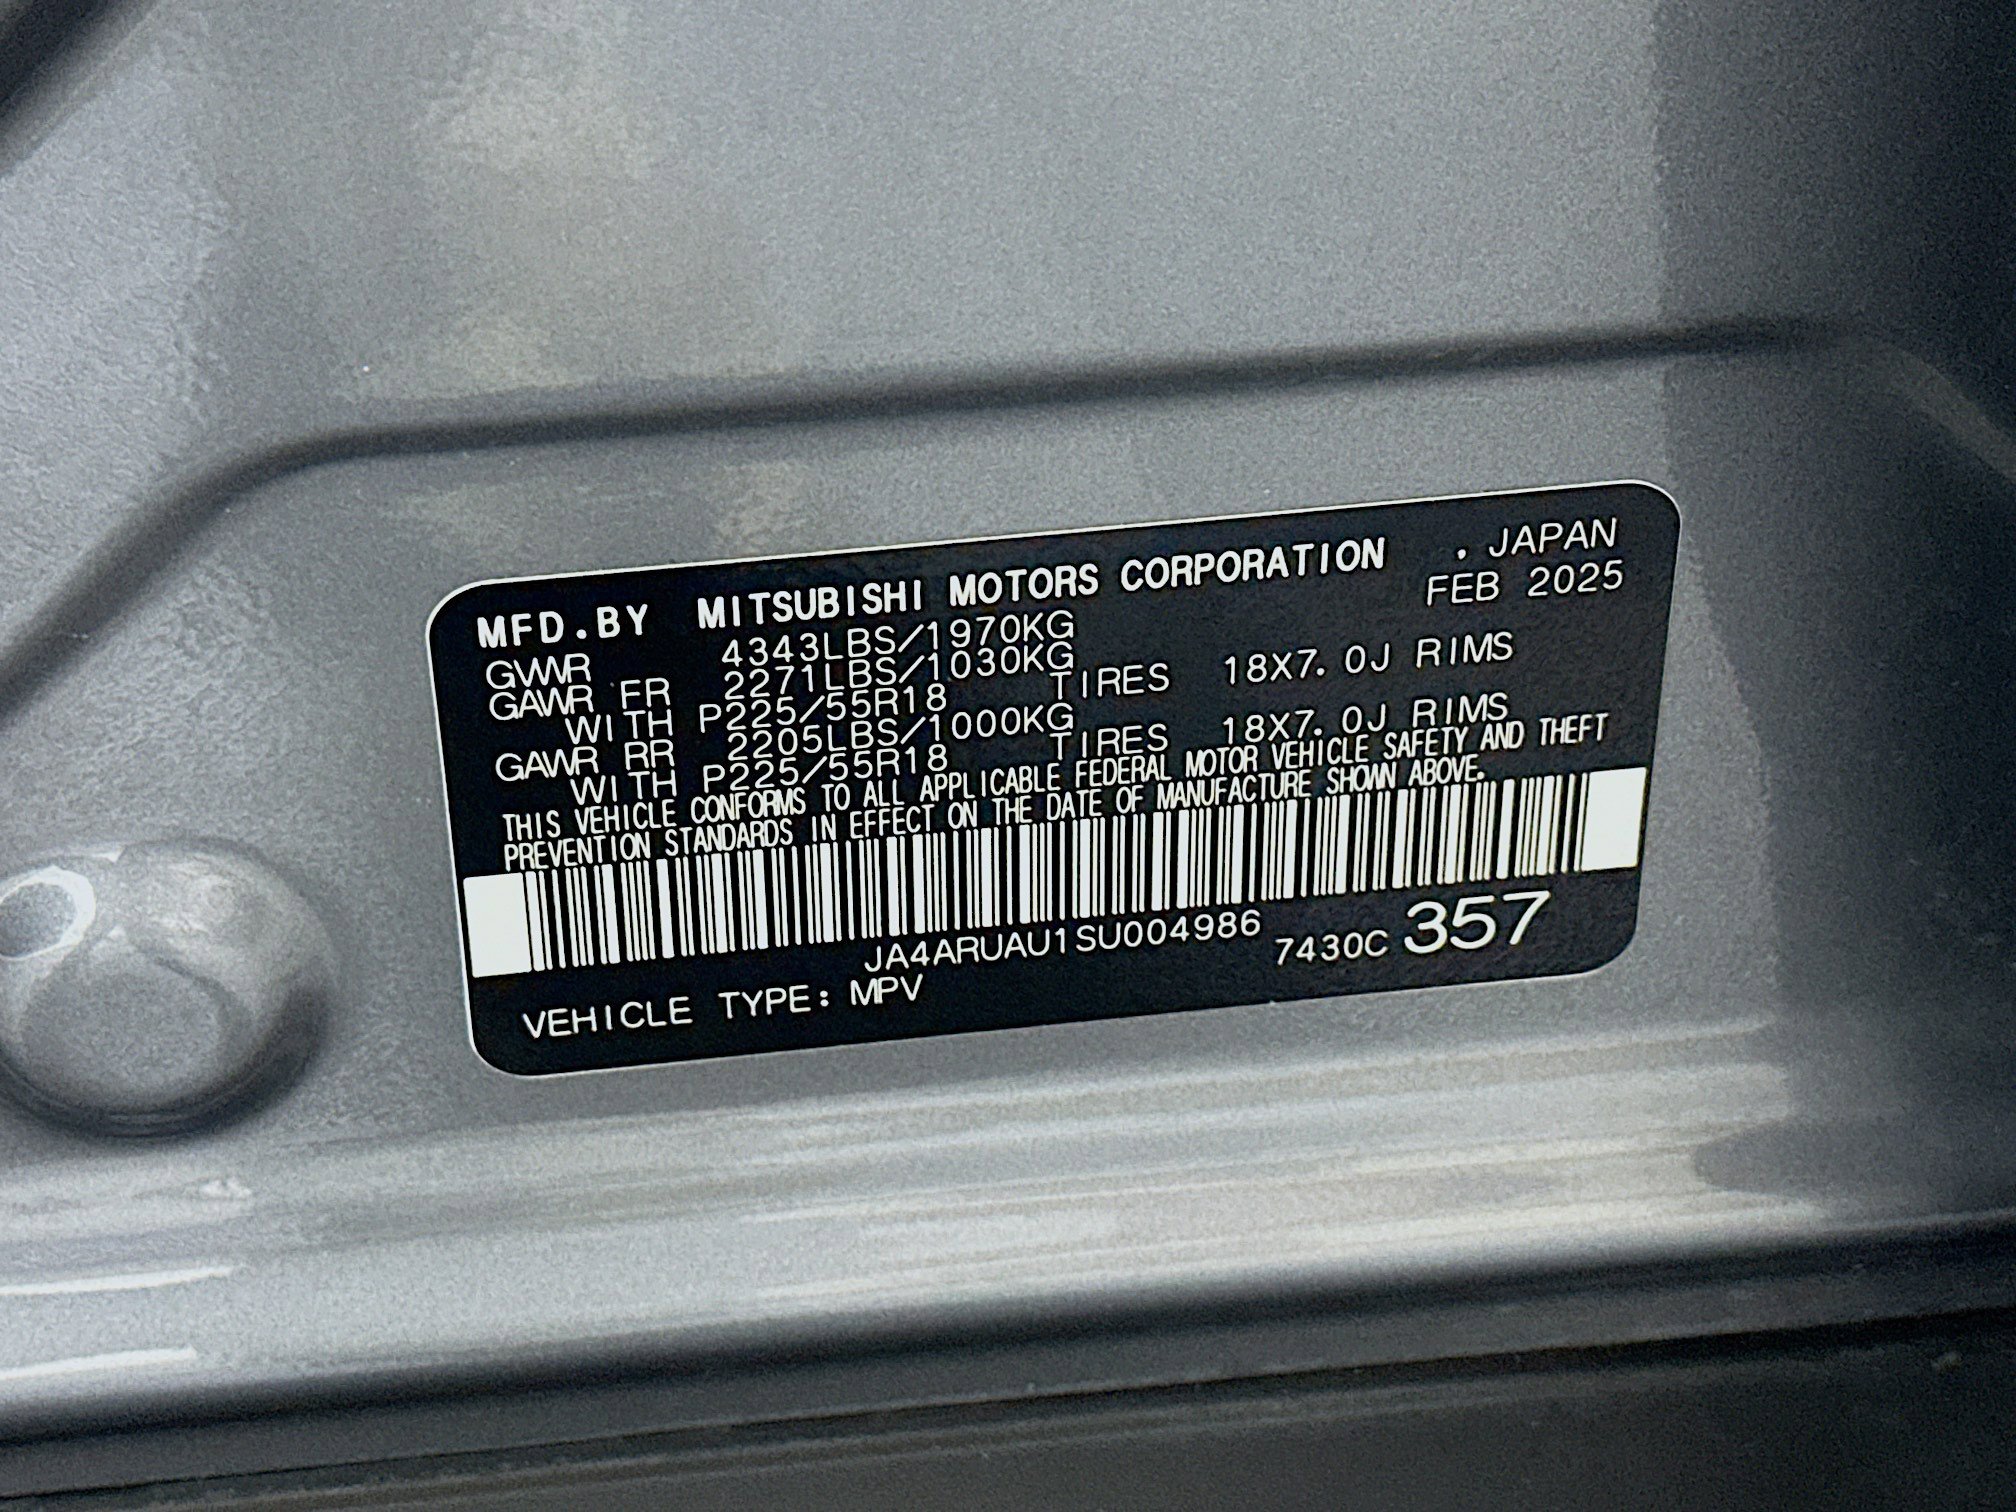 MFD.BY MITSUBISHI MOTORS CORPORATION . JAPAN
FEB 2025
GVWR 4343LBS/1970KG
GAWR FR 2271LBS/1030KG
WITH P225/55R18 TIRES 18X7.0J RIMS
GAWR RR 2205LBS/1000KG
WITH P225/55R18 TIRES 18X7.0J RIMS
THIS VEHICLE CONFORMS TO ALL APPLICABLE FEDERAL MOTOR VEHICLE SAFETY AND THEFT
PREVENTION STANDARDS IN EFFECT ON THE DATE OF MANUFACTURE SHOWN ABOVE.
JA4ARUAU1SU004986 7430C 357
VEHICLE TYPE: MPV